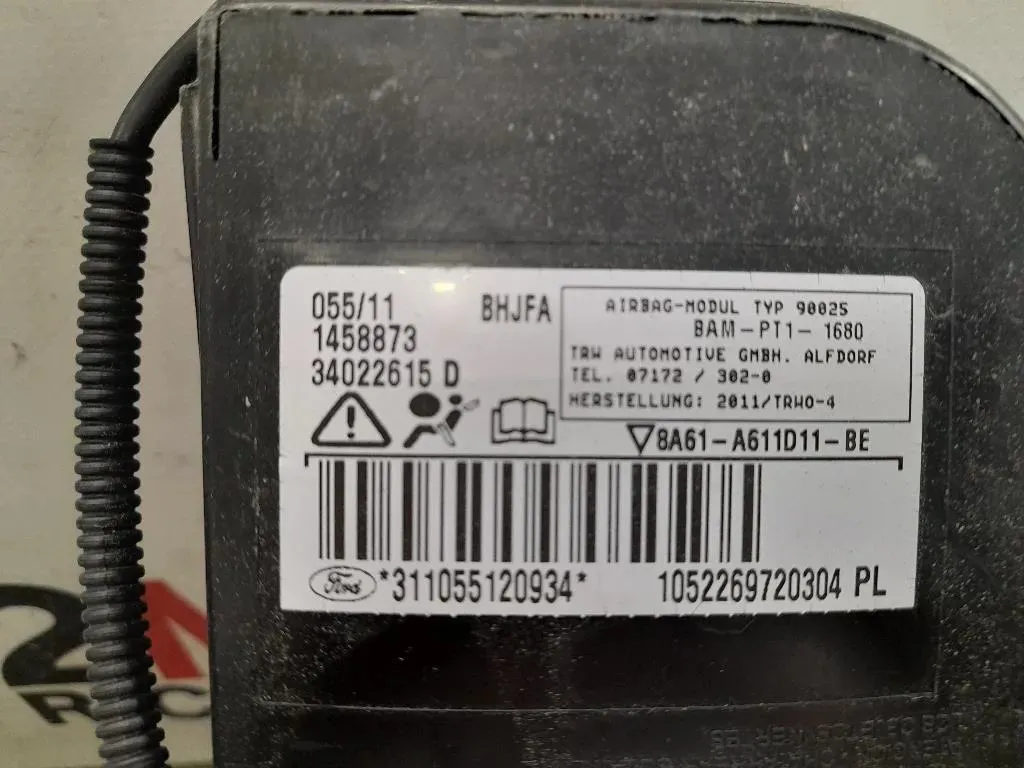 055/11
BHJFA
1458873
34022615 D
AIRBAG-MODUL TYP 90025
BAM-PT1-1680
TRW AUTOMOTIVE GMBH. ALFDORF
TEL. 07172 / 302-0
HERSTELLUNG: 2011/TRWO-4
8A61-A611D11-BE
Ford
*311055120934*
1052269720304 PL